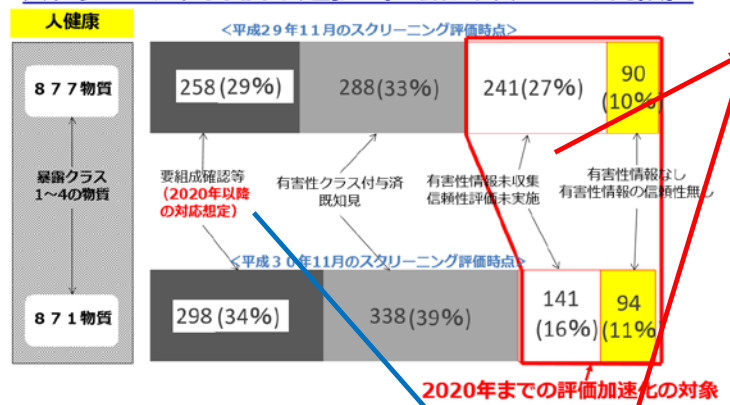 人健康
<平成29年11月のスクリーニング評価時点>
877物質
258(29%)
288(33%)
241(27%)
90
(10%)
暴露クラス
1～4の物質
要組成確認等
(2020年以降
の対応想定)
有害性クラス付与済
既知見
有害性情報未収集
信頼性評価未実施
有害性情報なし
有害性情報の信頼性無し
<平成30年11月のスクリーニング評価時点>
871物質
298(34%)
338(39%)
141
(16%)
94
(11%
2020年までの評価加速化の対象